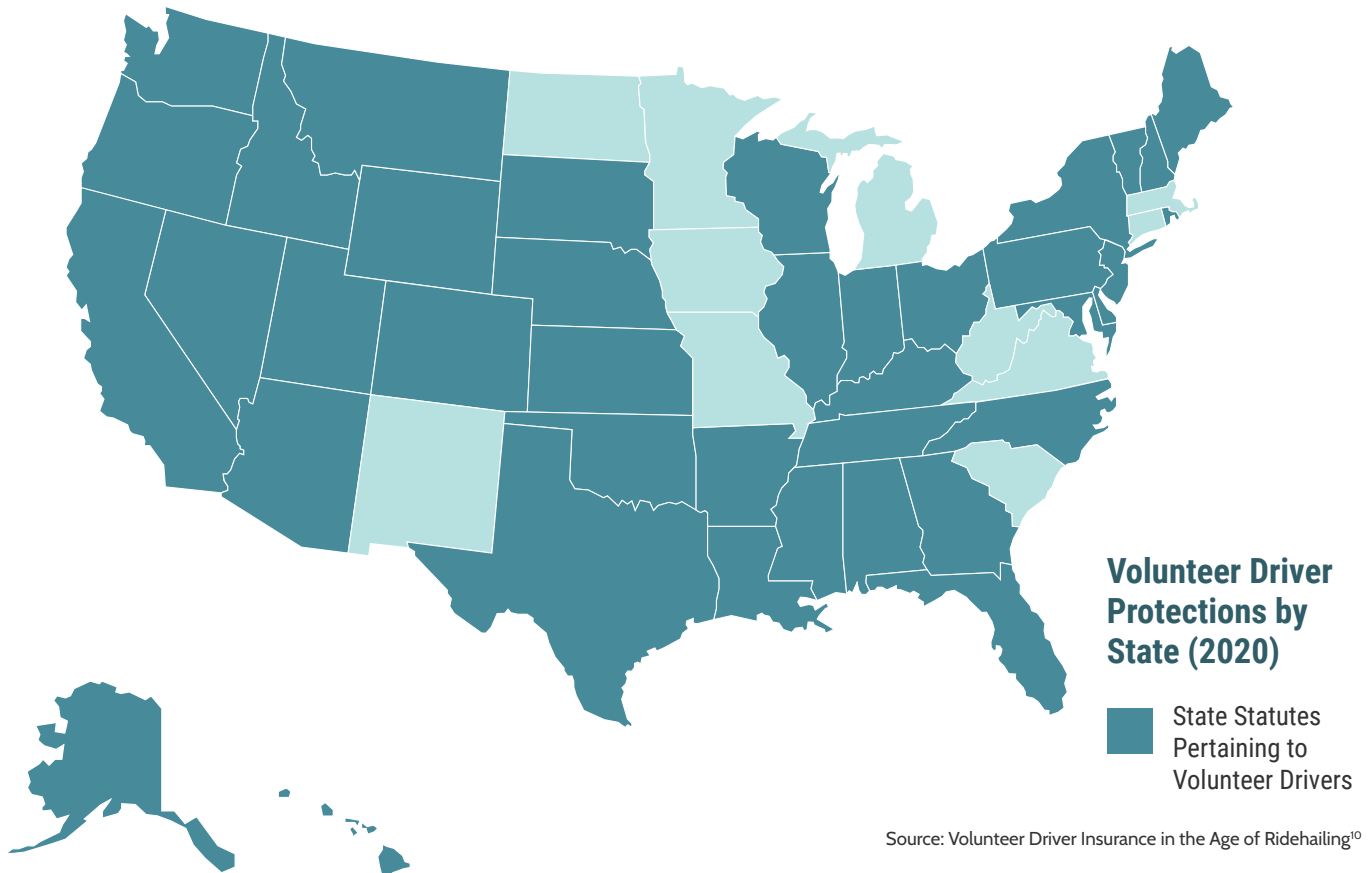 Volunteer Driver
Protections by
State (2020)
State Statutes
Pertaining to
Volunteer Drivers
Source: Volunteer Driver Insurance in the Age of Ridehailing¹⁰